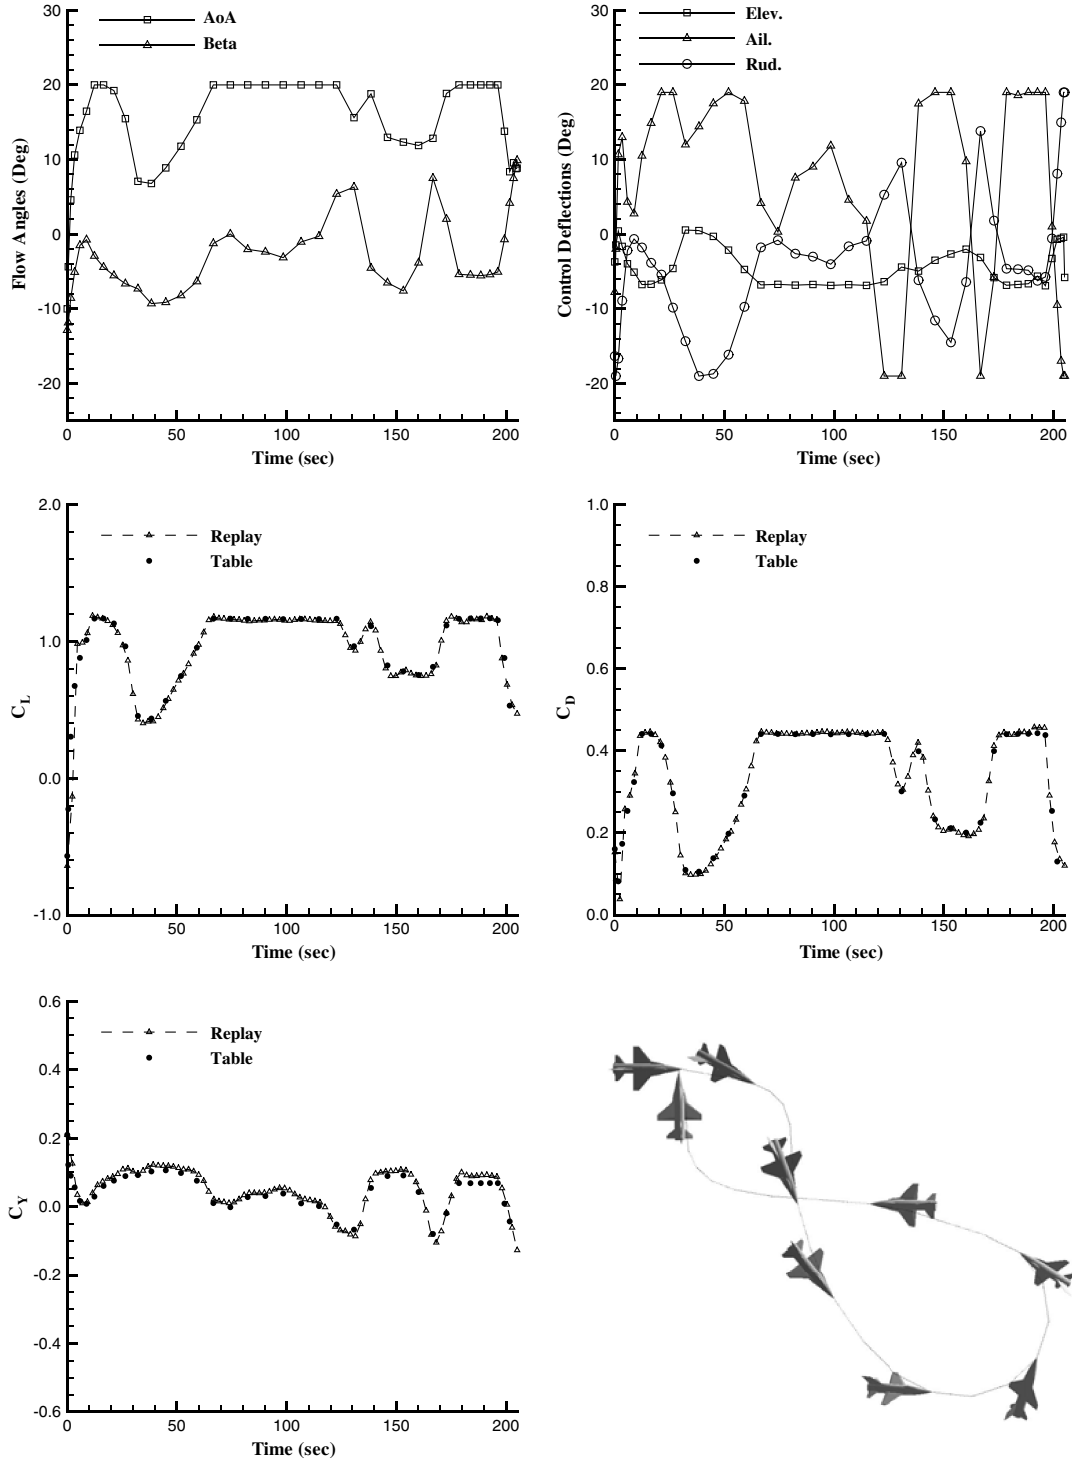 30
20
10
0
-10
-20
Flow Angles (Deg)
AoA
Beta
0
50
100
150
200
Time (sec)
30
20
10
0
-10
-20
Control Deflections (Deg)
Elev.
Ail.
Rud.
0
50
100
150
200
Time (sec)
2.0
1.0
0.0
-1.0
C_L
Replay
Table
0
50
100
150
200
Time (sec)
1.0
0.8
0.6
0.4
0.2
0.0
C_D
Replay
Table
0
50
100
150
200
Time (sec)
0.6
0.4
0.2
0.0
-0.2
-0.4
-0.6
C_Y
Replay
Table
0
50
100
150
200
Time (sec)